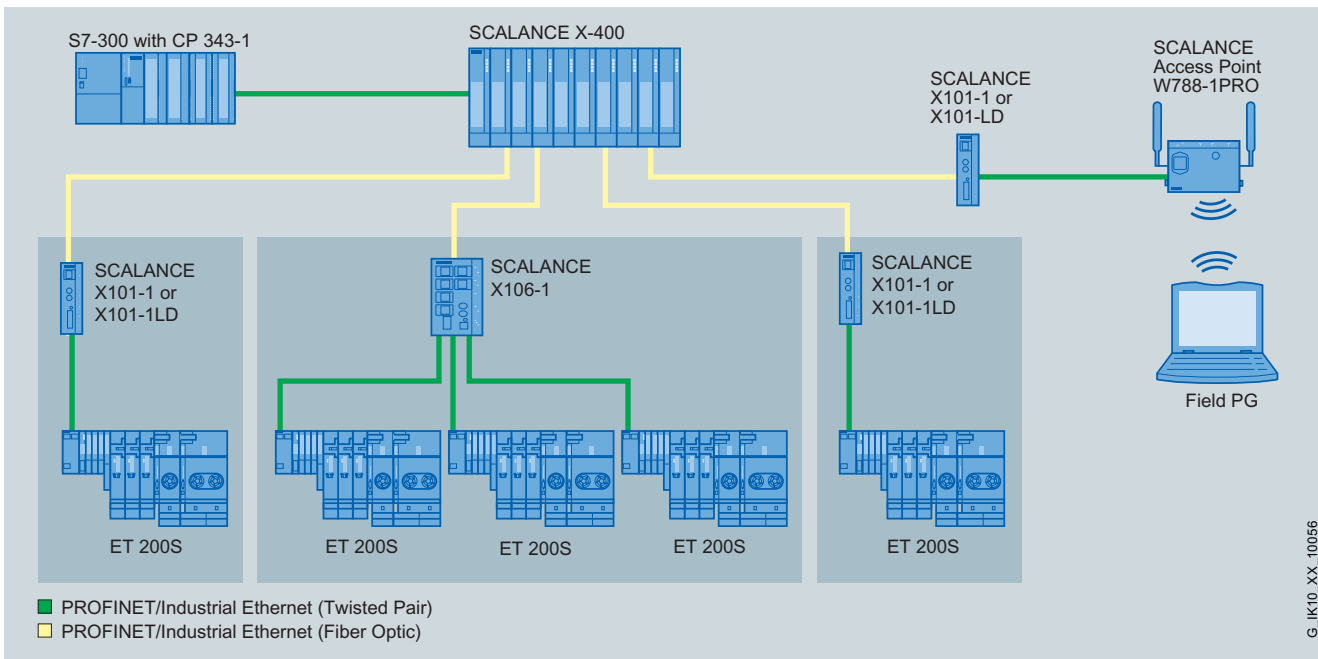 S7-300 with CP 343-1
SCALANCE X-400
SCALANCE
X101-1 or
X101-LD
SCALANCE
Access Point
W788-1PRO
SCALANCE
X101-1 or
X101-1LD
SCALANCE
X106-1
SCALANCE
X101-1 or
X101-1LD
Field PG
ET 200S
ET 200S
ET 200S
ET 200S
ET 200S
PROFINET/Industrial Ethernet (Twisted Pair)
PROFINET/Industrial Ethernet (Fiber Optic)
G_IK10_XX_10056